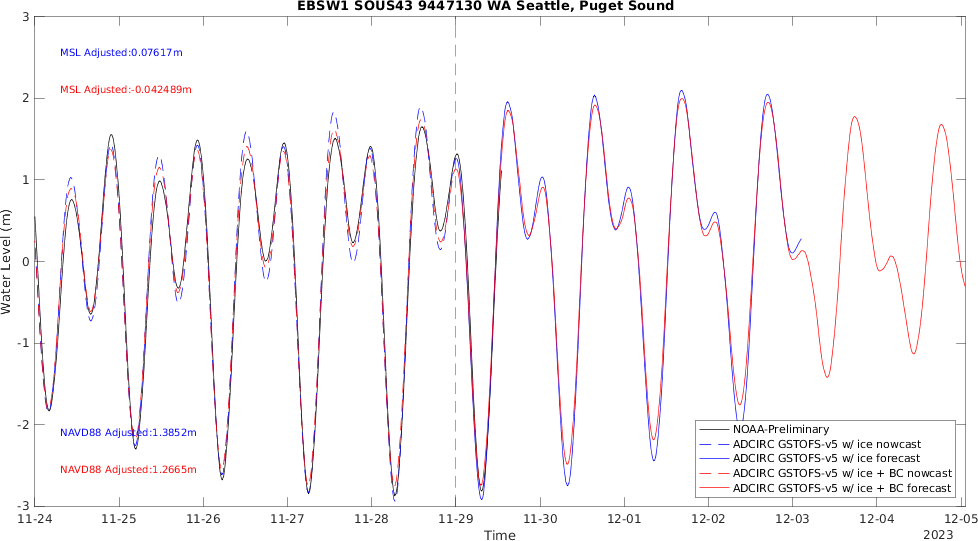 EBSW1 SOUS43 9447130 WA Seattle, Puget Sound
3
MSL Adjusted:0.07617m
MSL Adjusted:-0.042489m
2
1
0
-1
-2
-3
Water Level (m)
NAVD88 Adjusted:1.3852m
NAVD88 Adjusted:1.2665m
NOAA-Preliminary
ADCIRC GSTOFS-v5 w/ ice nowcast
ADCIRC GSTOFS-v5 w/ ice forecast
ADCIRC GSTOFS-v5 w/ ice + BC nowcast
ADCIRC GSTOFS-v5 w/ ice + BC forecast
11-24 11-25 11-26 11-27 11-28 11-29 11-30 12-01 12-02 12-03 12-04 12-05
Time
2023